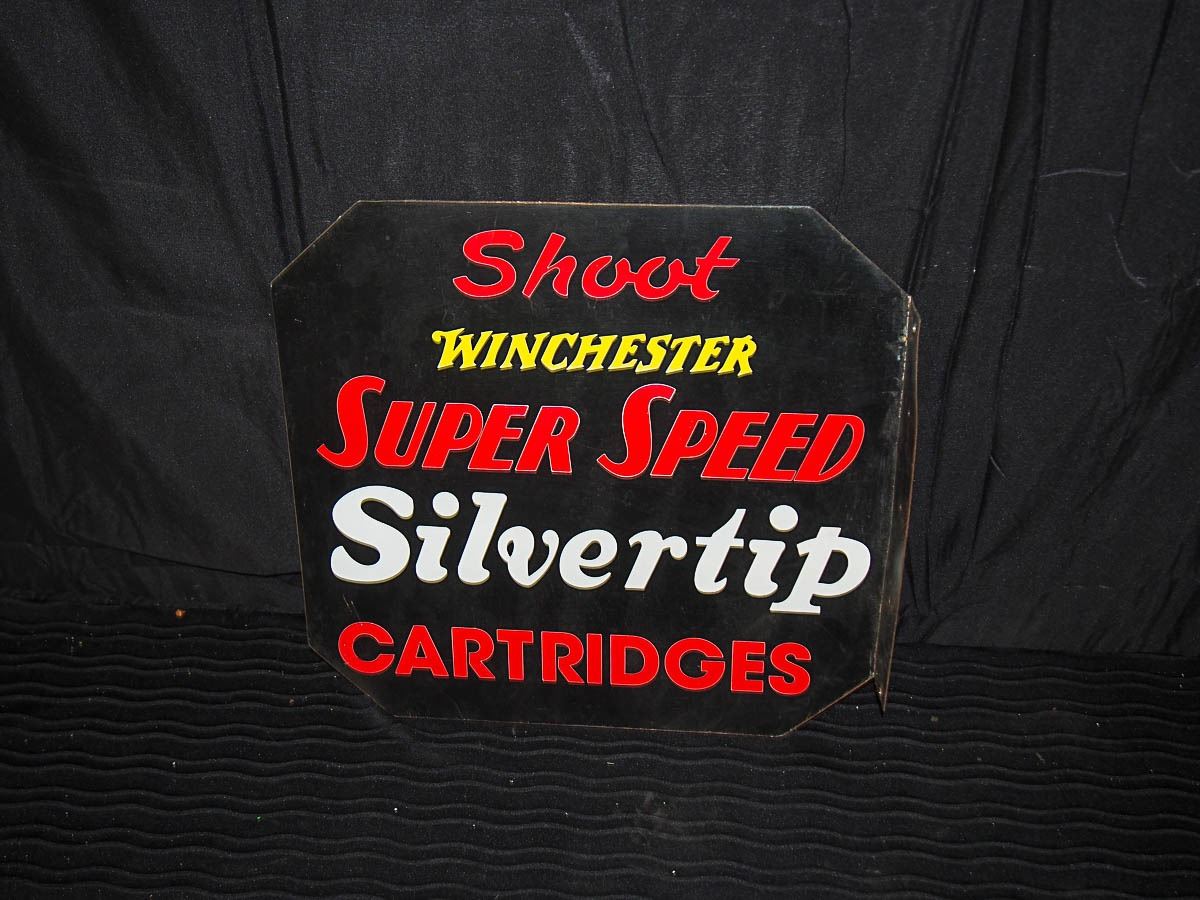 Shoot
WINCHESTER
SUPER SPEED
Silvertip
CARTRIDGES